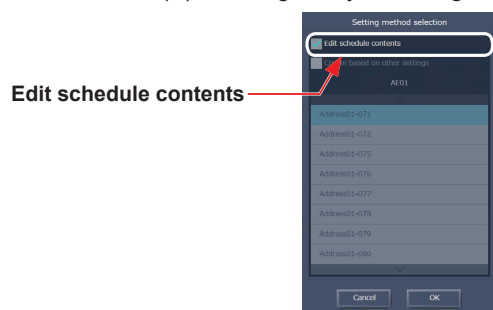 Setting method selection
Edit schedule contents
Create based on other settings
AE01
Edit schedule contents
Address01-071
Address01-072
Address01-075
Address01-076
Address01-077
Address01-078
Address01-079
Address01-080
Cancel
OK